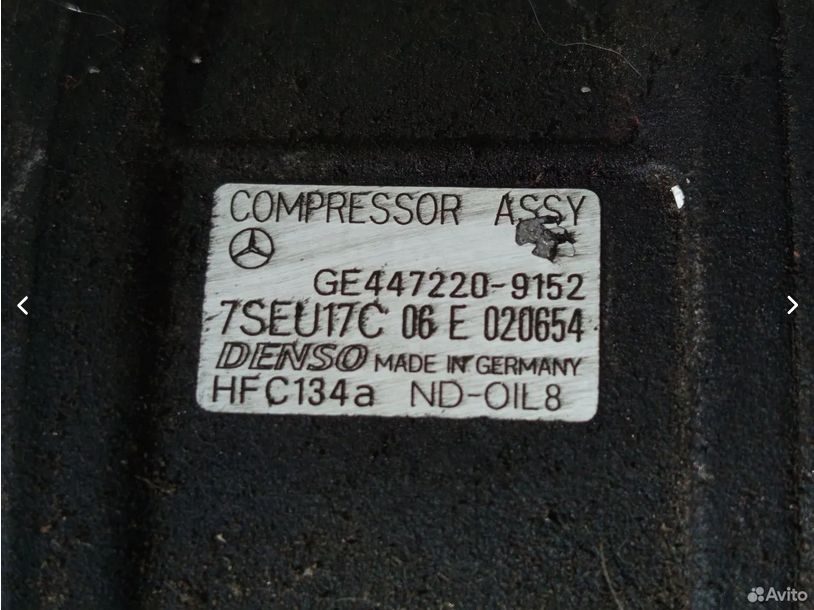 COMPRESSOR ASSY
GE447220-9152
7SEU17C 06 E 020654
DENSO MADE IN GERMANY
HFC134a ND-OIL8
Avito